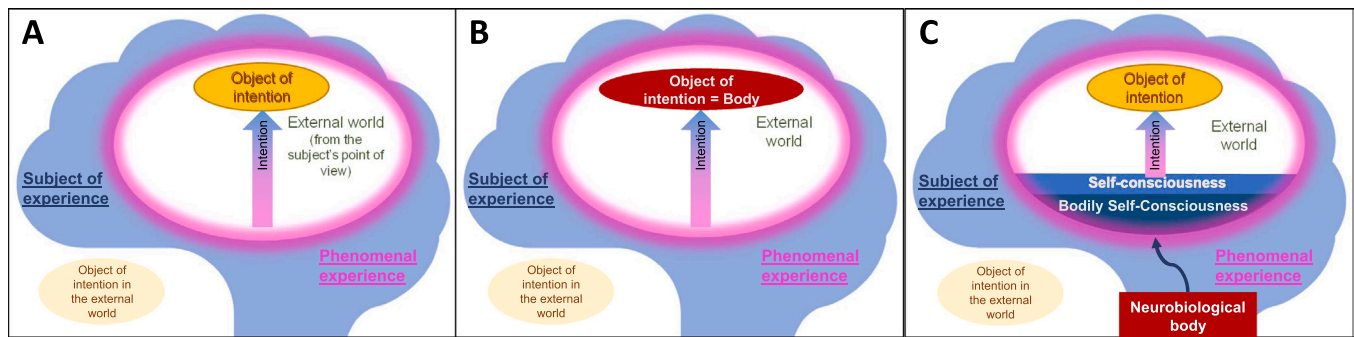 A
Object of
intention
Intention
External world
(from the
subject's point of
view)
Subject of
experience
Phenomenal
experience
Object of
intention in
the external
world
B
Object of
intention = Body
Intention
External
world
Subject of
experience
Phenomenal
experience
Object of
intention in
the external
world
C
Object of
intention
Intention
External
world
Self-consciousness
Bodily Self-Consciousness
Subject of
experience
Phenomenal
experience
Object of
intention in
the external
world
Neurobiological
body